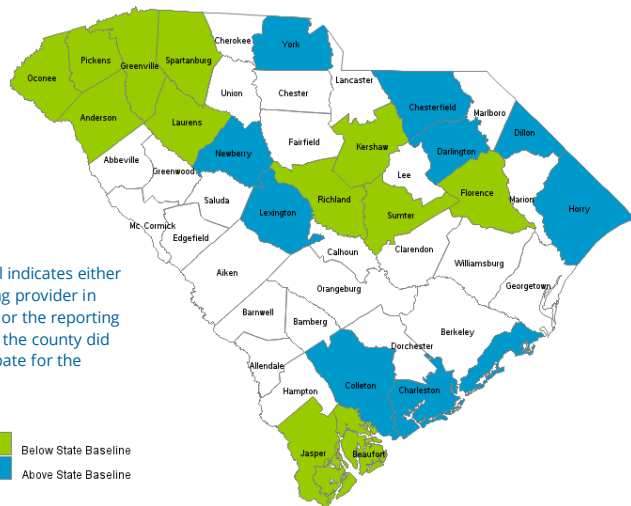 Cherokee
York
Oconee
Pickens
Greenville
Spartanburg
Lancaster
Union
Chester
Chesterfield
Marlboro
Anderson
Laurens
Dillon
Newberry
Fairfield
Kershaw
Darlington
Abbeville
Greenwood
Lee
Florence
Marion
Horry
Saluda
Richland
Sumter
Lexington
Mc Cormick
Edgefield
Calhoun
Clarendon
Williamsburg
Aiken
Georgetown
Orangeburg
Barnwell
Bamberg
Berkeley
Dorchester
Allendale
Colleton
Charleston
Hampton
Jasper
Beaufort
l indicates either
g provider in
or the reporting
the county did
pate for the
Below State Baseline
Above State Baseline